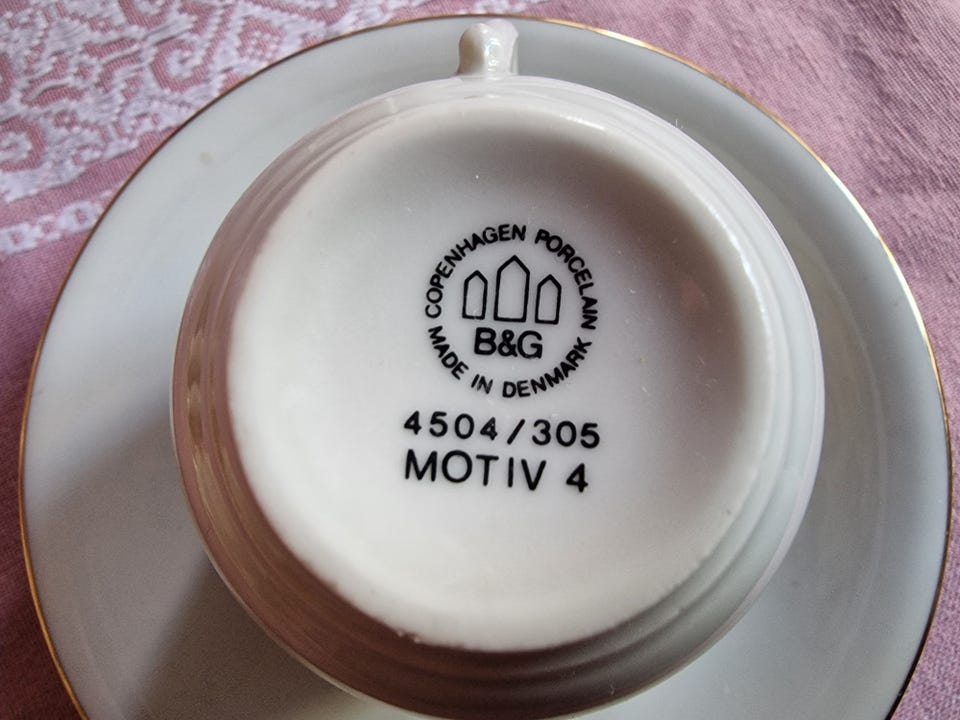 COPENHAGEN PORCELAIN
B&G
MADE IN DENMARK
4504/305
MOTIV 4